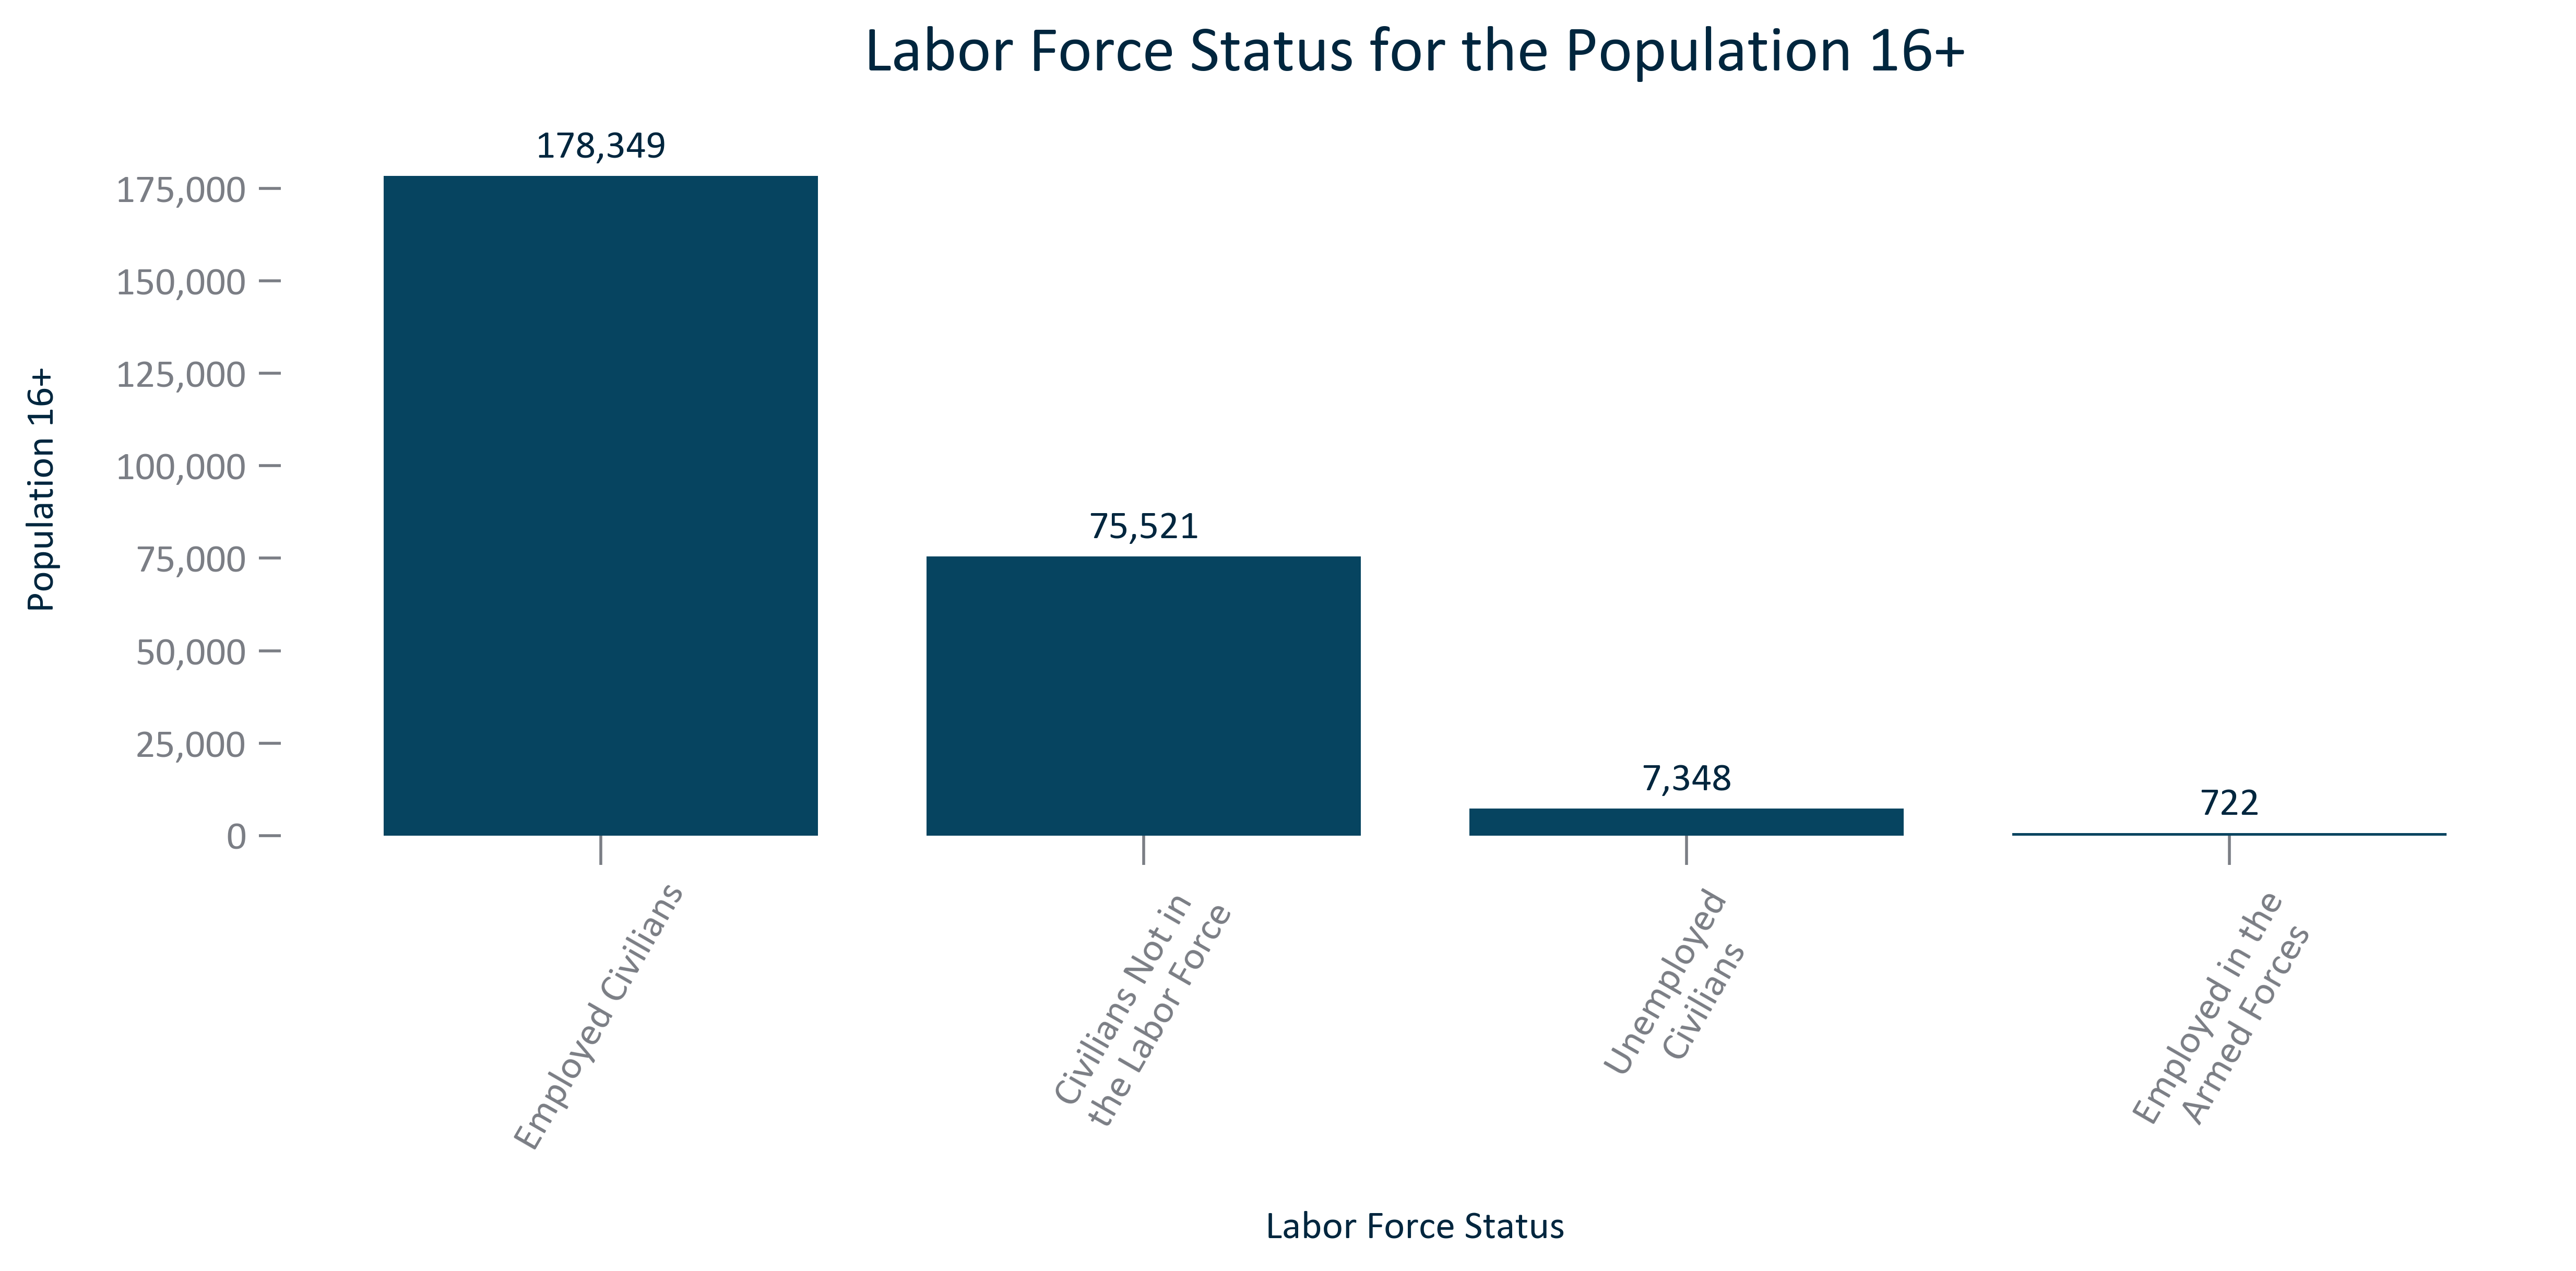 Labor Force Status for the Population 16+
178,349
175,000
150,000
125,000
100,000
75,521
75,000
50,000
25,000
7,348
722
0
Population 16+
Employed Civilians
Civilians Not in
the Labor Force
Unemployed
Civilians
Employed in the
Armed Forces
Labor Force Status